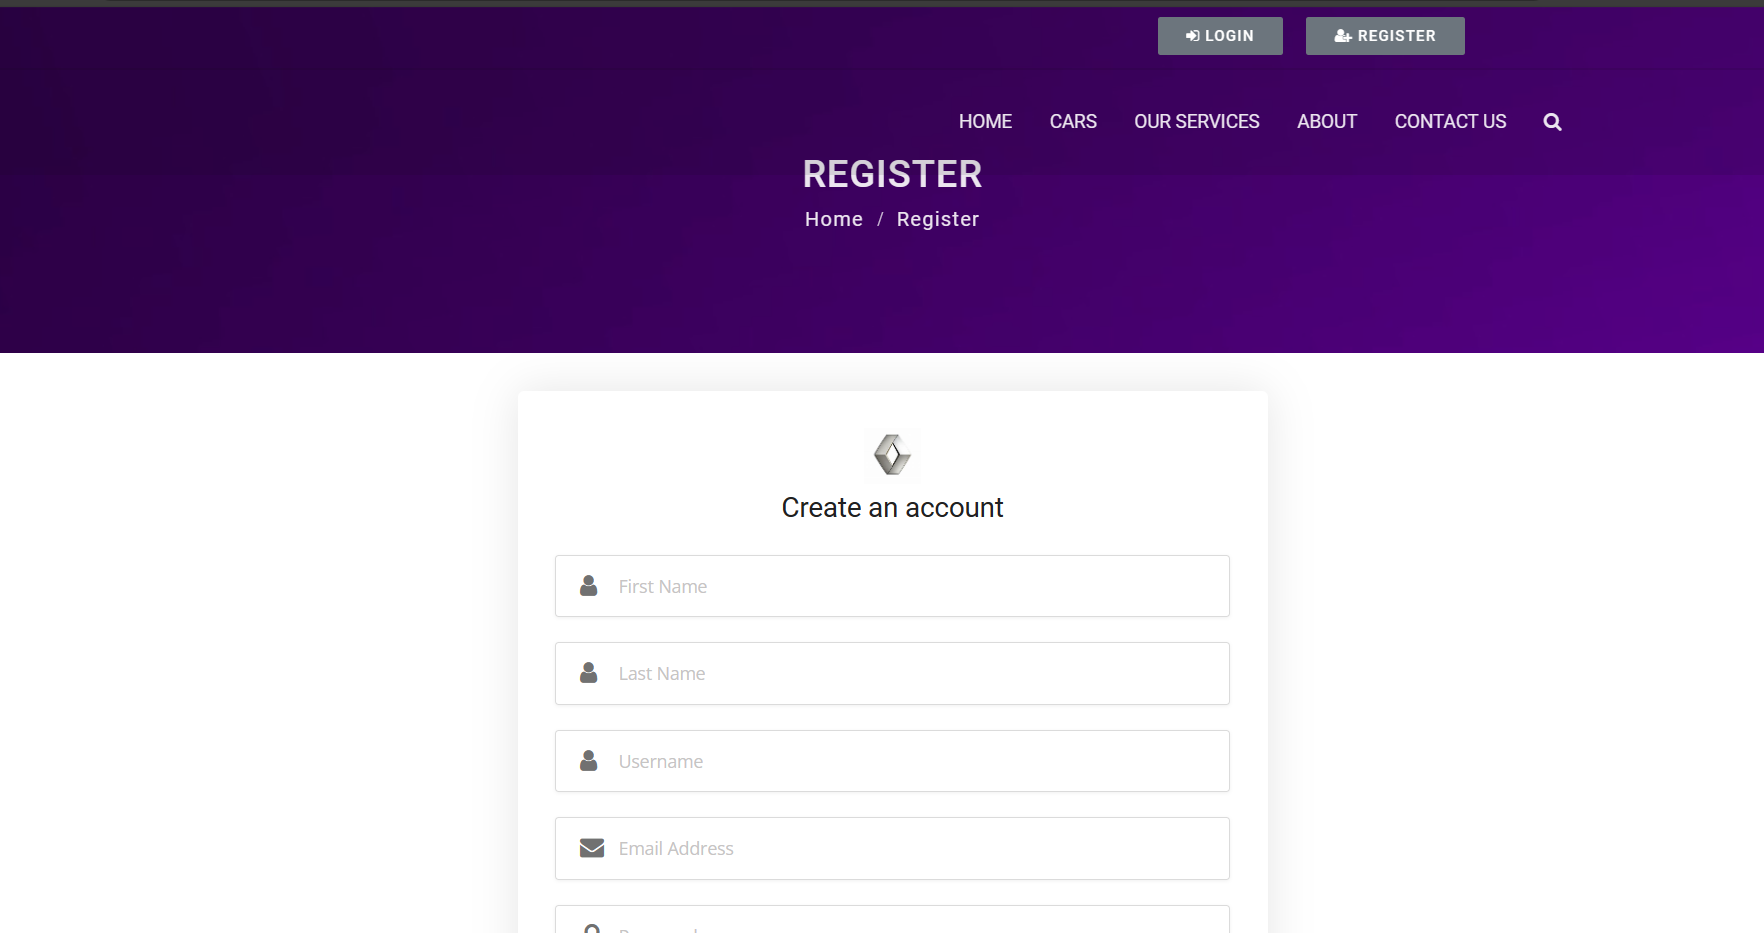 LOGIN REGISTER
HOME CARS OUR SERVICES ABOUT CONTACT US
REGISTER
Home / Register
Create an account
First Name
Last Name
Username
Email Address